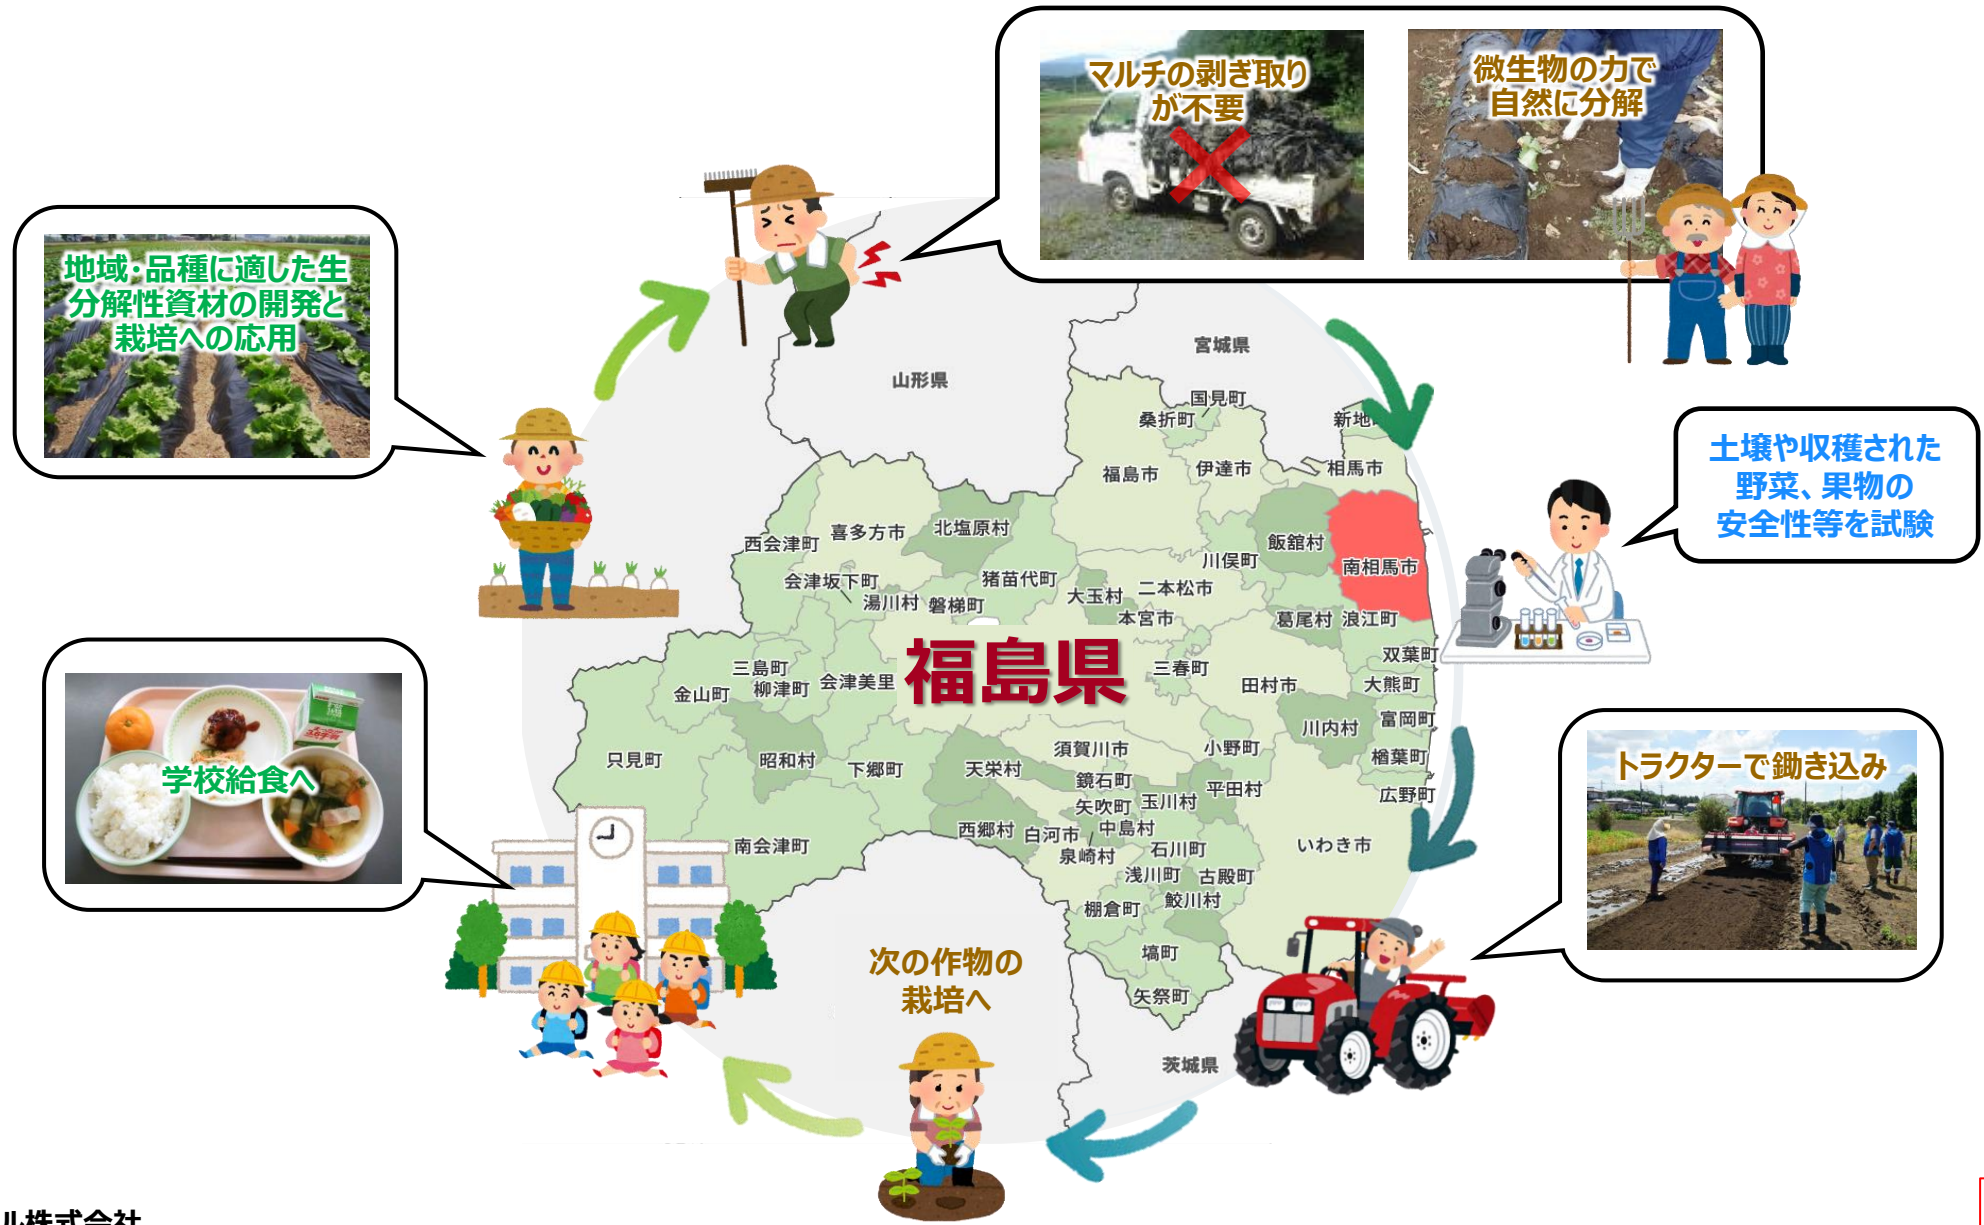 マルチの剥ぎ取り
が不要
微生物の力で
自然に分解
地域・品種に適した生
分解性資材の開発と
栽培への応用
土壌や収穫された
野菜、果物の
安全性等を試験
学校給食へ
トラクターで鋤き込み
次の作物の
栽培へ
福島県
宮城県
山形県
茨城県
国見町
桑折町
新地
福島市
伊達市
相馬市
喜多方市
北塩原村
西会津町
飯舘村
川俣町
南相馬市
会津坂下町
猪苗代町
湯川村
磐梯町
大玉村
二本松市
本宮市
葛尾村
浪江町
三島町
柳津町
会津美里
金山町
三春町
田村市
双葉町
大熊町
富岡町
川内村
楢葉町
広野町
只見町
昭和村
下郷町
天栄村
須賀川市
小野町
鏡石町
平田村
矢吹町
玉川村
西郷村
白河市
中島村
泉崎村
石川町
いわき市
浅川町
古殿町
南会津町
棚倉町
鮫川村
塙町
矢祭町
ル株式会社